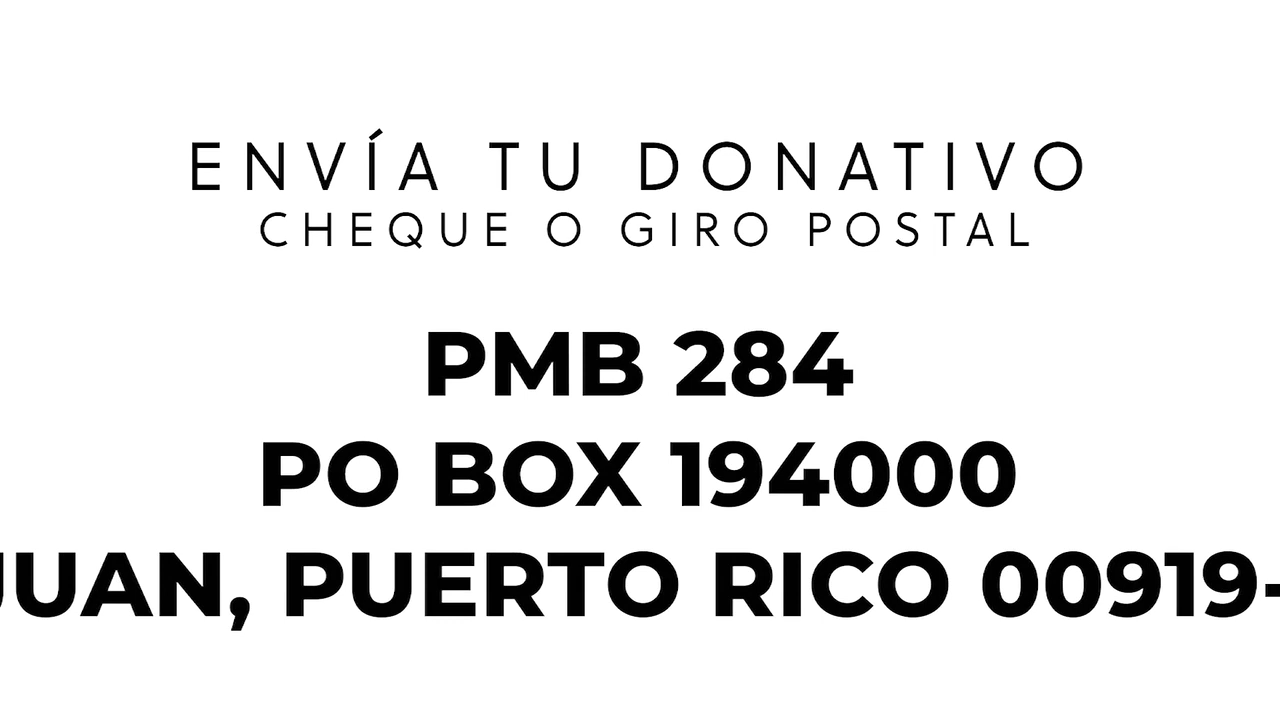 ENVÍA TU DONATIVO
CHEQUE O GIRO POSTAL
PMB 284
PO BOX 194000
JUAN, PUERTO RICO 00919-